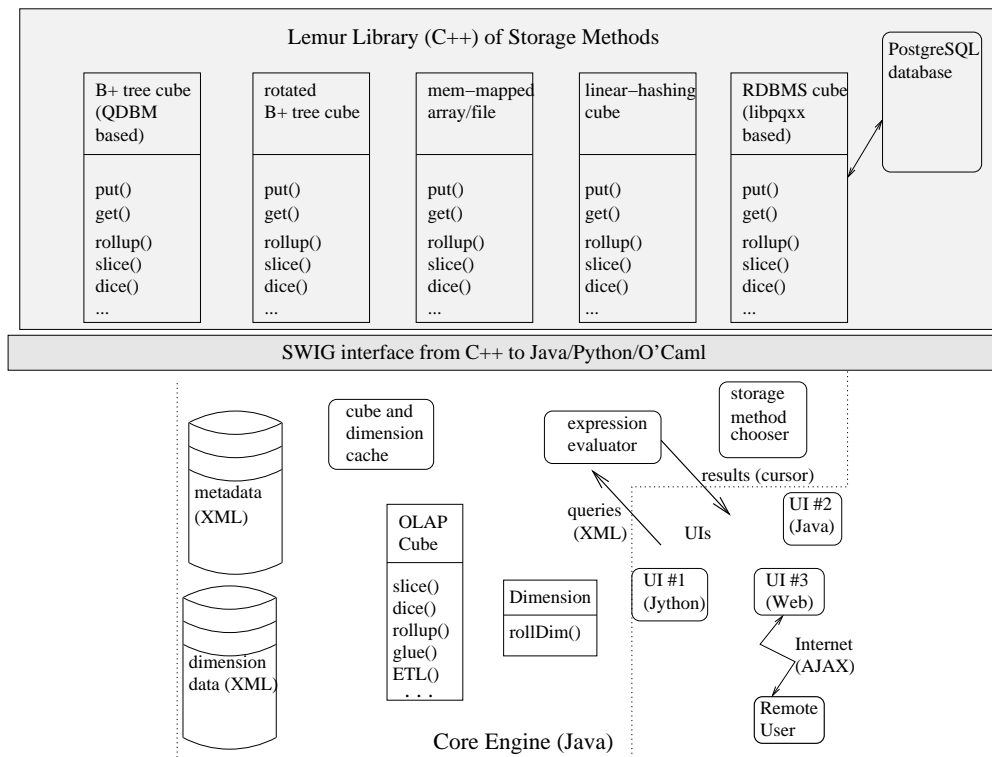 Lemur Library (C++) of Storage Methods
PostgreSQL
database
B+ tree cube
(QDBM
based)
put()
get()
rollup()
slice()
dice()
...
rotated
B+ tree cube
put()
get()
rollup()
slice()
dice()
...
mem−mapped
array/file
put()
get()
rollup()
slice()
dice()
...
linear−hashing
cube
put()
get()
rollup()
slice()
dice()
...
RDBMS cube
(libpqxx
based)
put()
get()
rollup()
slice()
dice()
...
SWIG interface from C++ to Java/Python/O’Caml
metadata
(XML)
cube and
dimension
cache
expression
evaluator
storage
method
chooser
results (cursor)
queries
(XML)
UIs
UI #2
(Java)
OLAP
Cube
slice()
dice()
rollup()
glue()
ETL()
. . .
Dimension
rollDim()
UI #1
(Jython)
UI #3
(Web)
Internet
(AJAX)
Remote
User
dimension
data (XML)
Core Engine (Java)